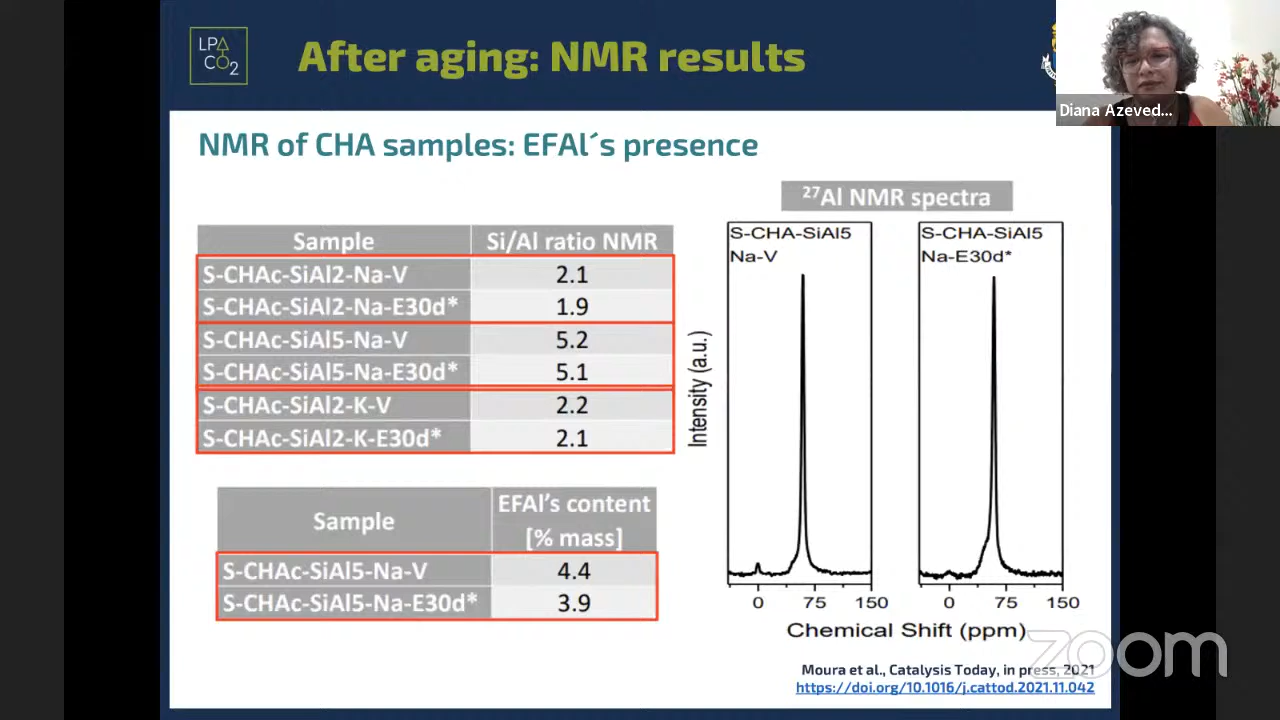 LPA
CO2
After aging: NMR results
Diana Azeved...
NMR of CHA samples: EFAl´s presence
Sample Si/Al ratio NMR
S-CHAc-SiAl2-Na-V 2.1
S-CHAc-SiAl2-Na-E30d* 1.9
S-CHAc-SiAl5-Na-V 5.2
S-CHAc-SiAl5-Na-E30d* 5.1
S-CHAc-SiAl2-K-V 2.2
S-CHAc-SiAl2-K-E30d* 2.1
Sample EFAl’s content
[% mass]
S-CHAc-SiAl5-Na-V 4.4
S-CHAc-SiAl5-Na-E30d* 3.9
27Al NMR spectra
S-CHA-SiAl5
Na-V
S-CHA-SiAl5
Na-E30d*
Intensity (a.u.)
0 75 150
0 75 150
Chemical Shift (ppm)
Moura et al., Catalysis Today, in press, 2021
https://doi.org/10.1016/j.cattod.2021.11.042
zoom